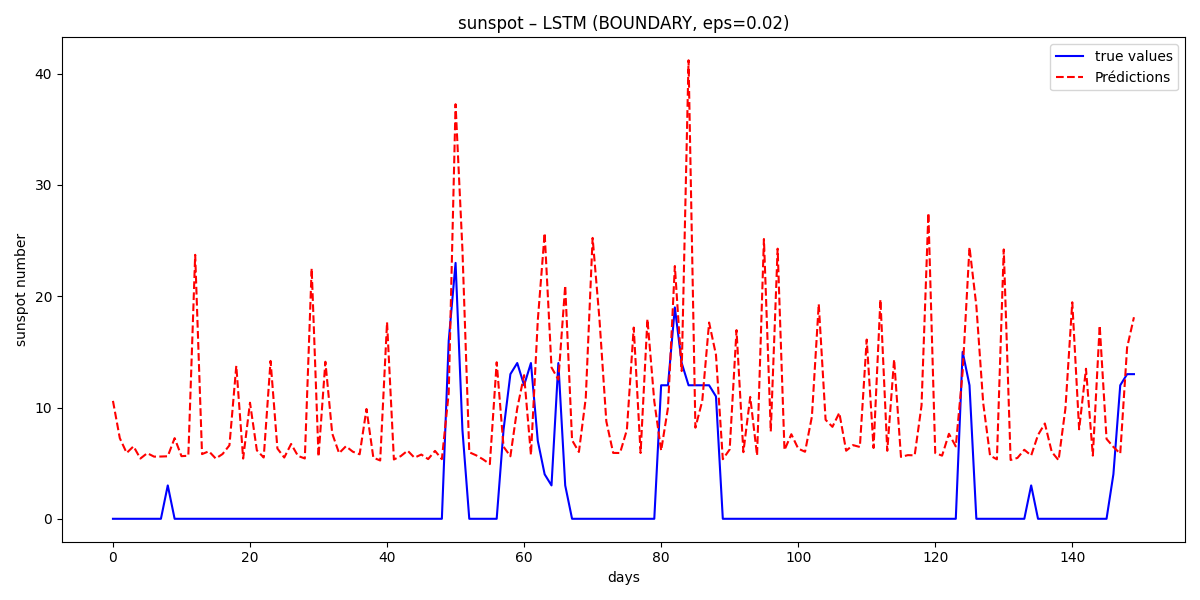 sunspot – LSTM (BOUNDARY, eps=0.02)
true values
Prédictions
sunspot number
40
30
20
10
0
0 20 40 60 80 100 120 140
days